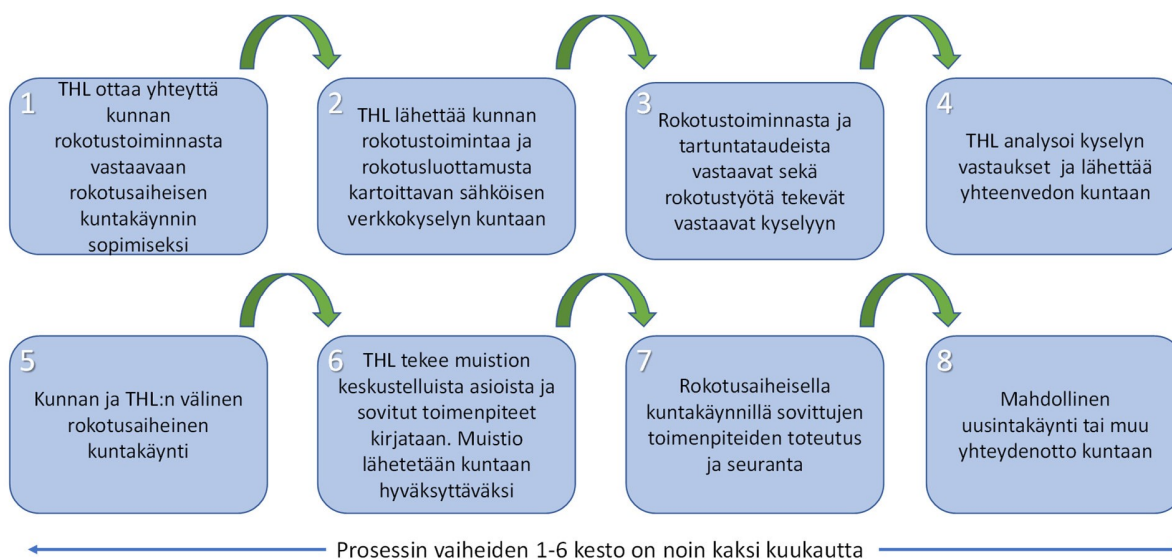 1
THL ottaa yhteyttä
kunnan
rokotustoiminnasta
vastaavaan
rokotusaiheisen
kuntakäynnin
sopimiseksi
2
THL lähettää kunnan
rokotustoimintaa ja
rokotusluottamusta
kartoittavan sähköisen
verkkokyselyn kuntaan
3
Rokotustoiminnasta ja
tartuntataudeista
vastaavat sekä
rokotustyötä tekevät
vastaavat kyselyyn
4
THL analysoi kyselyn
vastaukset ja lähettää
yhteenvedon kuntaan
5
Kunnan ja THL:n välinen
rokotusaiheinen
kuntakäynti
6
THL tekee muistion
keskustelluista asioista ja
sovitut toimenpiteet
kirjataan. Muistio
lähetetään kuntaan
hyväksyttäväksi
7
Rokotusaiheisella
kuntakäynnillä sovittujen
toimenpiteiden toteutus
ja seuranta
8
Mahdollinen
uusintakäynti tai muu
yhteydenotto kuntaan
Prosessin vaiheiden 1-6 kesto on noin kaksi kuukautta